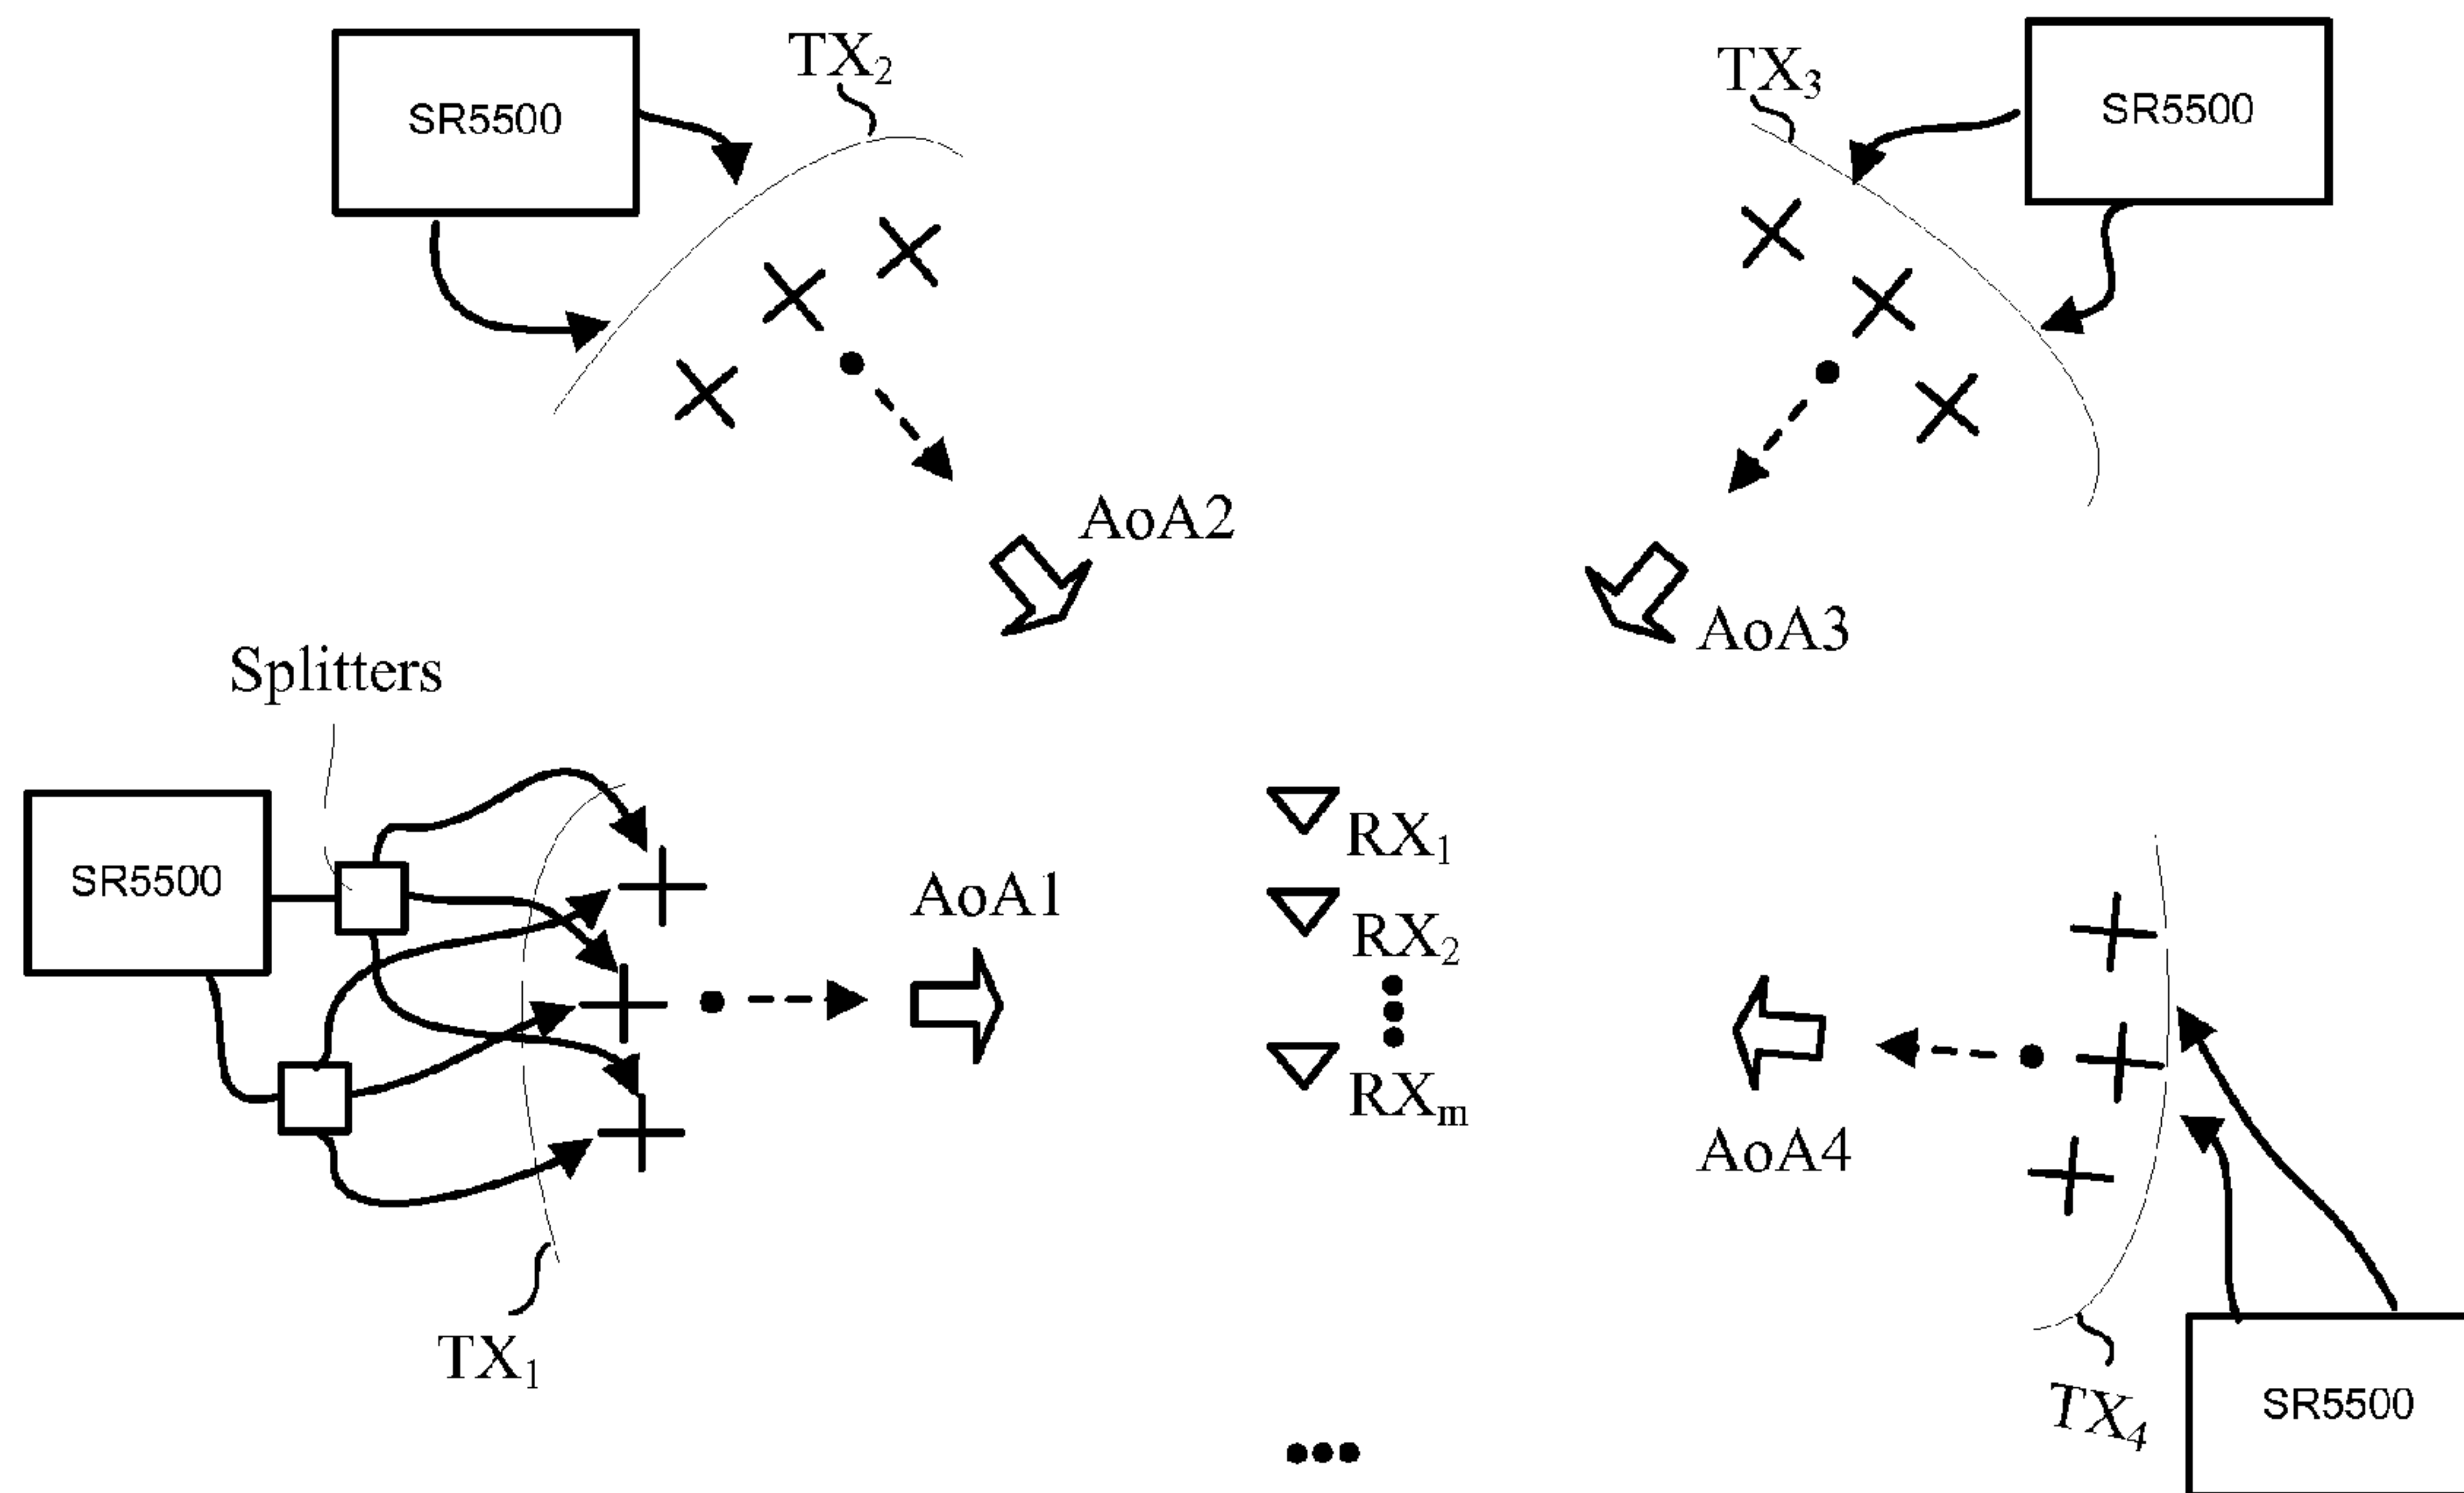 TX2
TX3
SR5500
SR5500
AoA2
AoA3
Splitters
SR5500
AoA1
RX1
RX2
RXm
AoA4
TX1
TX4
SR5500